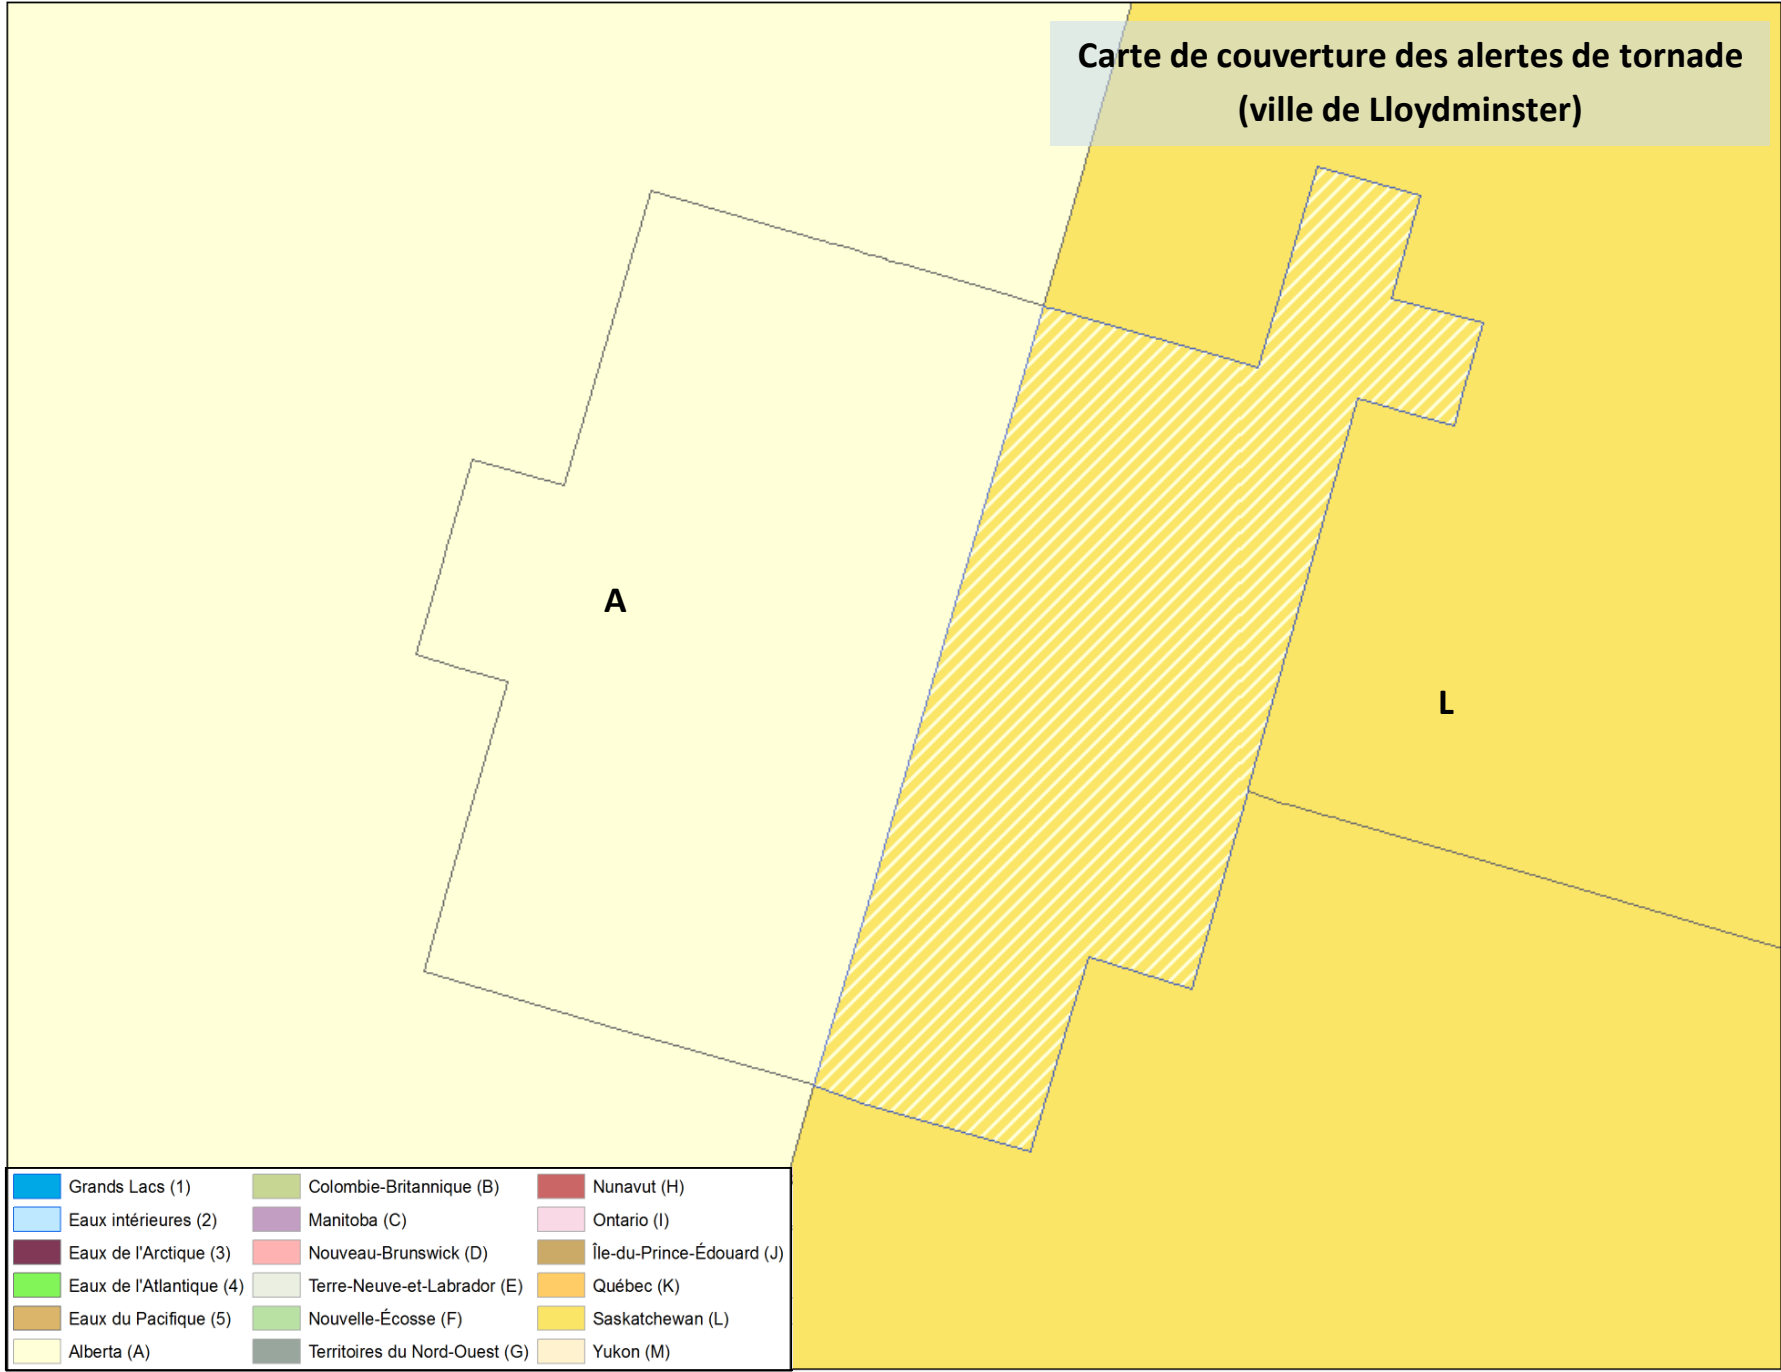 Carte de couverture des alertes de tornade
(ville de Lloydminster)
A
L
Grands Lacs (1)
Eaux intérieures (2)
Eaux de l'Arctique (3)
Eaux de l'Atlantique (4)
Eaux du Pacifique (5)
Alberta (A)
Colombie-Britannique (B)
Manitoba (C)
Nouveau-Brunswick (D)
Terre-Neuve-et-Labrador (E)
Nouvelle-Écosse (F)
Territoires du Nord-Ouest (G)
Nunavut (H)
Ontario (I)
Île-du-Prince-Édouard (J)
Québec (K)
Saskatchewan (L)
Yukon (M)